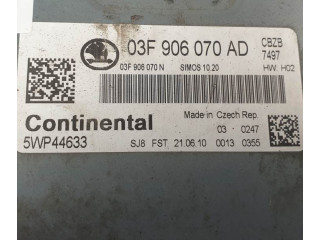 03F 906 070 AD CBZB
7497
03F 906 070 N SIMOS 10.20 HW: H02
Continental Made in Czech Rep.
03 0247
5WP44633 SJ8 FST 21.06.10 0013 0355